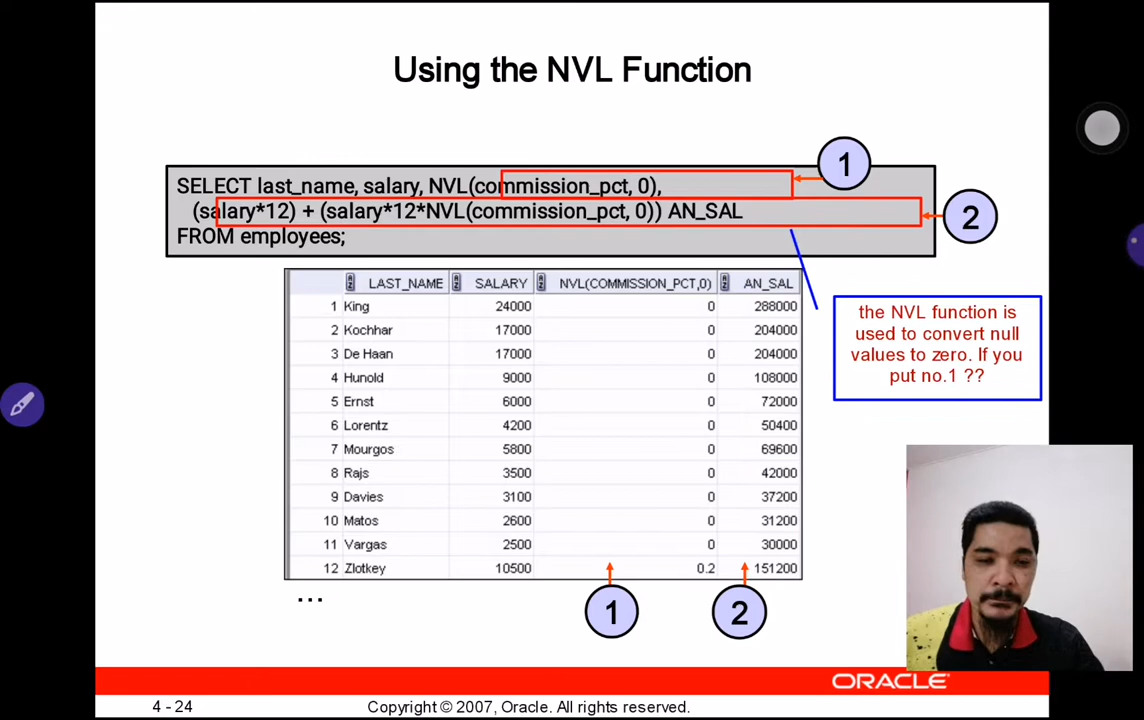 Using the NVL Function
1
SELECT last_name, salary, NVL(commission_pct, 0),
(salary*12) + (salary*12*NVL(commission_pct, 0)) AN_SAL
FROM employees;
2
LAST_NAME SALARY NVL(COMMISSION_PCT,0) AN_SAL
1 King 24000 0 288000
2 Kochhar 17000 0 204000
3 De Haan 17000 0 204000
4 Hunold 9000 0 108000
5 Ernst 6000 0 72000
6 Lorentz 4200 0 50400
7 Mourgos 5800 0 69600
8 Rajs 3500 0 42000
9 Davies 3100 0 37200
10 Matos 2600 0 31200
11 Vargas 2500 0 30000
12 Zlotkey 10500 0.2 151200
the NVL function is
used to convert null
values to zero. If you
put no.1 ??
...
1 2
ORACLE
4 - 24 Copyright © 2007, Oracle. All rights reserved.